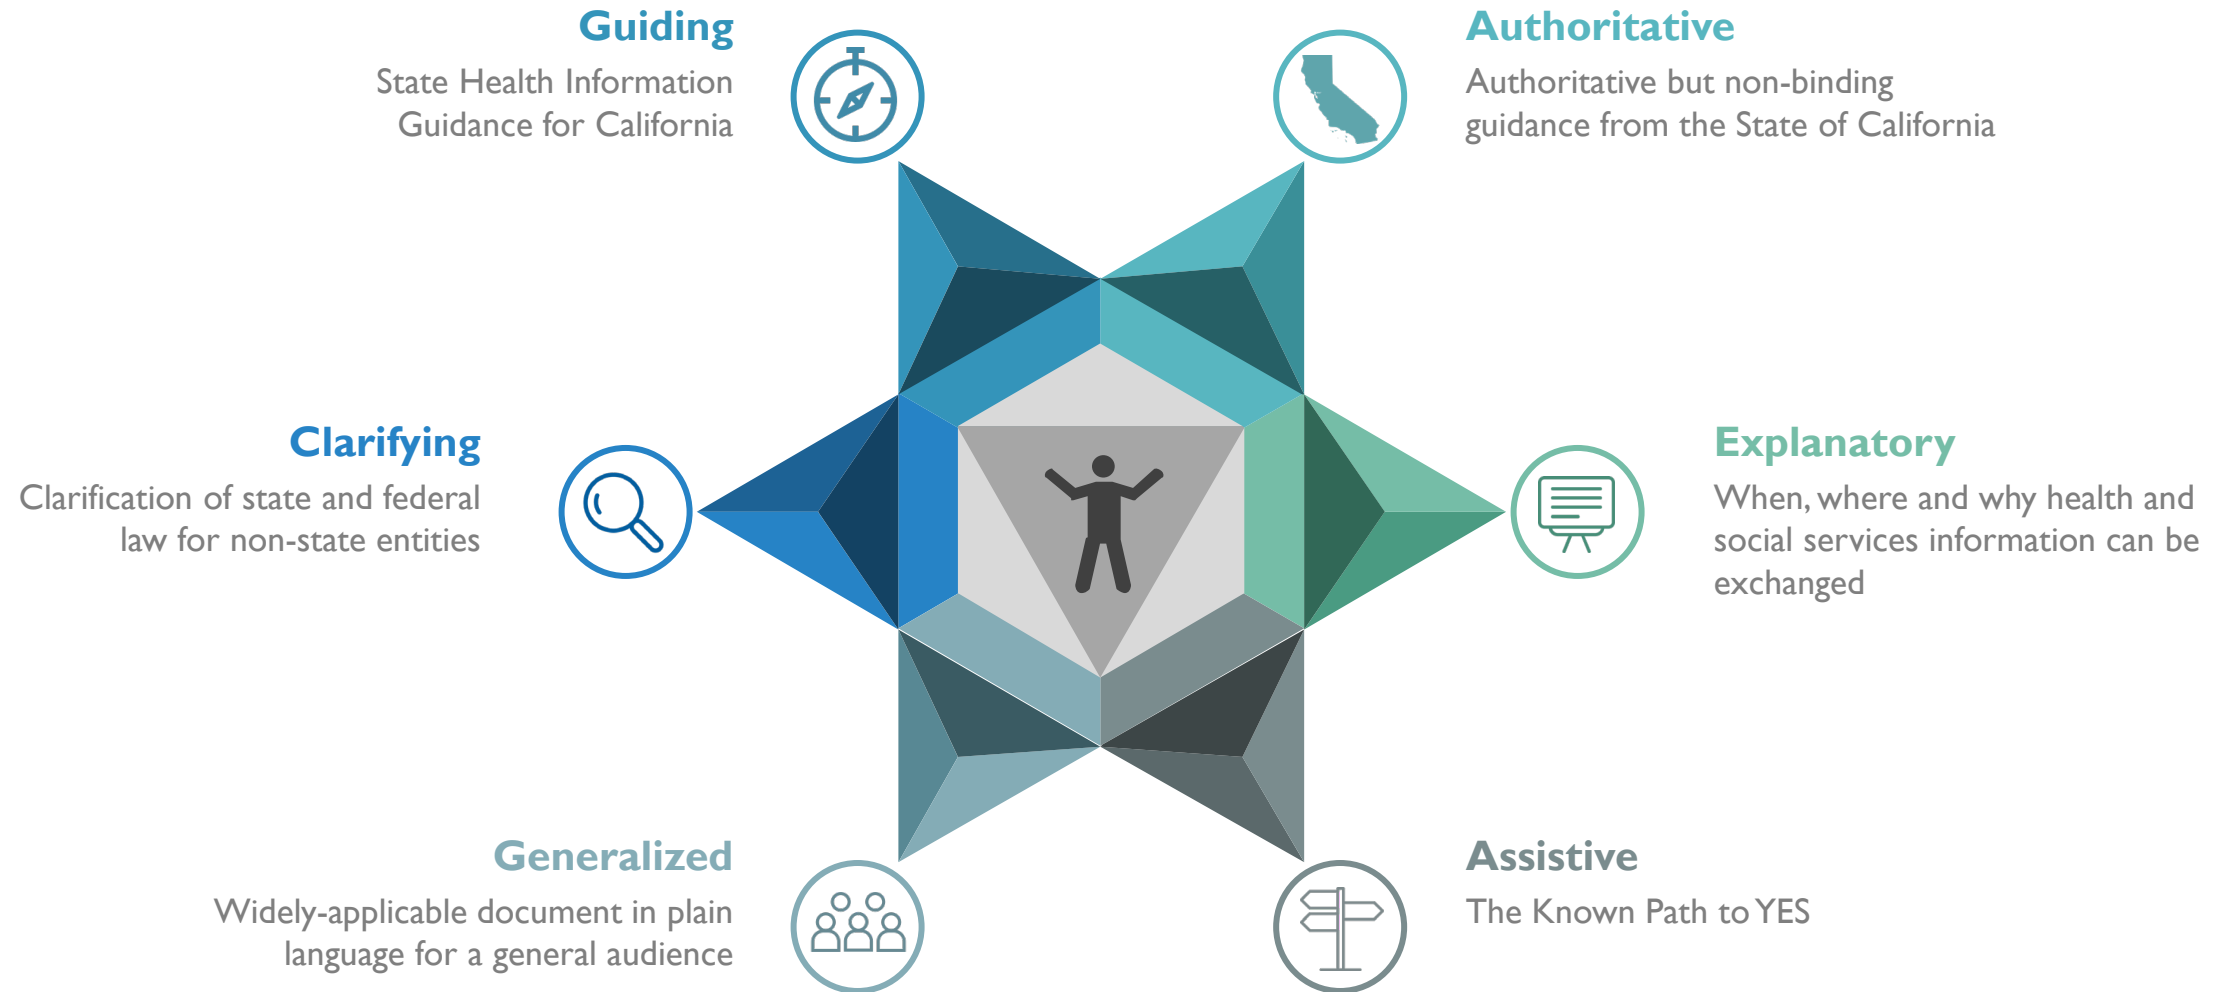 Guiding
State Health Information
Guidance for California
Authoritative
Authoritative but non-binding
guidance from the State of California
Clarifying
Clarification of state and federal
law for non-state entities
Explanatory
When, where and why health and
social services information can be
exchanged
Generalized
Widely-applicable document in plain
language for a general audience
Assistive
The Known Path to YES